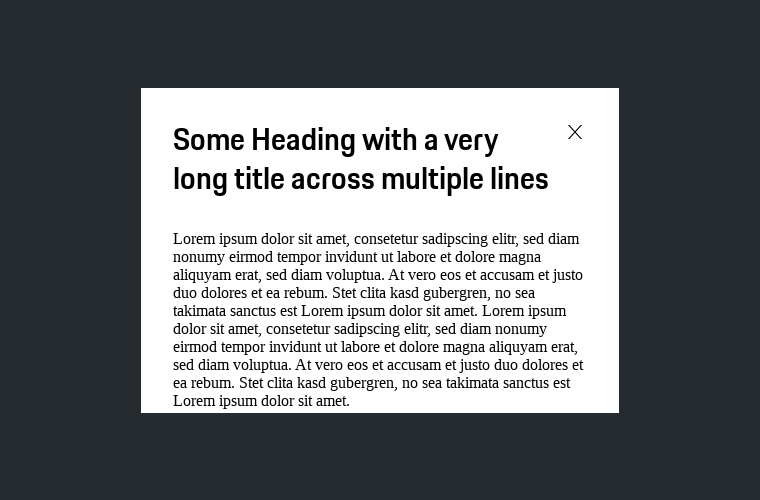 Some Heading with a very
long title across multiple lines
Lorem ipsum dolor sit amet, consetetur sadipscing elitr, sed diam
nonumy eirmod tempor invidunt ut labore et dolore magna
aliquyam erat, sed diam voluptua. At vero eos et accusam et justo
duo dolores et ea rebum. Stet clita kasd gubergren, no sea
takimata sanctus est Lorem ipsum dolor sit amet. Lorem ipsum
dolor sit amet, consetetur sadipscing elitr, sed diam nonumy
eirmod tempor invidunt ut labore et dolore magna aliquyam erat,
sed diam voluptua. At vero eos et accusam et justo duo dolores et
ea rebum. Stet clita kasd gubergren, no sea takimata sanctus est
Lorem ipsum dolor sit amet.